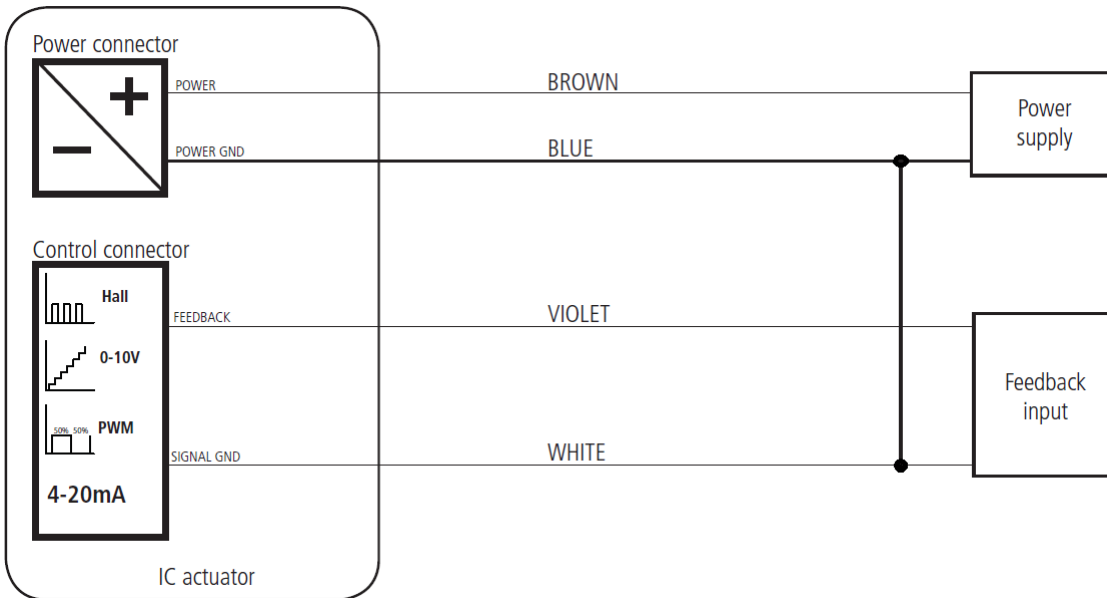 Power connector
+
POWER
BROWN
Power
supply
−
POWER GND
BLUE
Control connector
Hall
FEEDBACK
VIOLET
0-10V
Feedback
input
50% 50% PWM
SIGNAL GND
WHITE
4-20mA
IC actuator